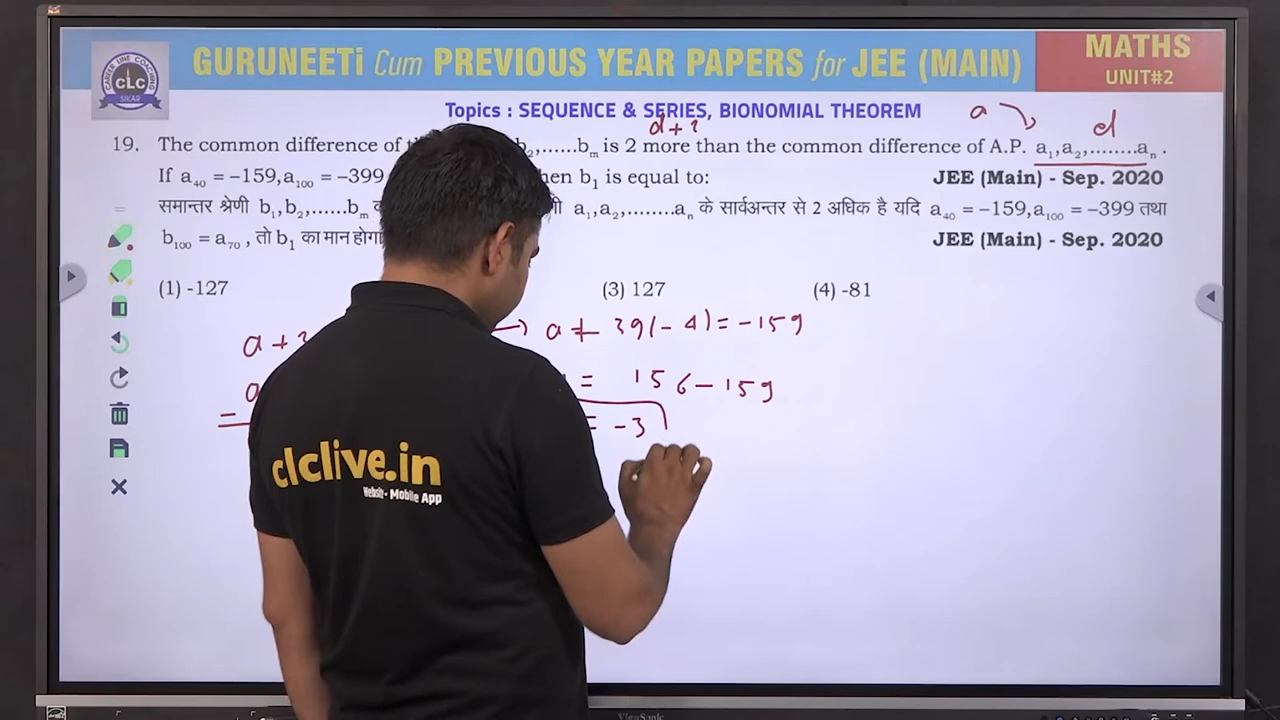 GURUNEETi Cum PREVIOUS YEAR PAPERS for JEE (MAIN)
MATHS
UNIT#2
CLC
SIKAR
Topics : SEQUENCE & SERIES, BIONOMIAL THEOREM
a
d+2
d
19. The common difference of b₂,......bₘ is 2 more than the common difference of A.P. a₁,a₂,........aₙ.
If a₄₀ = −159,a₁₀₀ = −399 then b₁ is equal to: JEE (Main) - Sep. 2020
समान्तर श्रेणी b₁,b₂,......bₘ a₁,a₂,........aₙ के सार्वअन्तर से 2 अधिक है यदि a₄₀ = −159,a₁₀₀ = −399 तथा
b₁₀₀ = a₇₀, तो b₁ का मान होगा JEE (Main) - Sep. 2020
(1) -127 (3) 127 (4) -81
a + 3 → a + 39(-4) = -159
a = 156 - 159
= -3
clclive.in
Website • Mobile App
ViewSonic